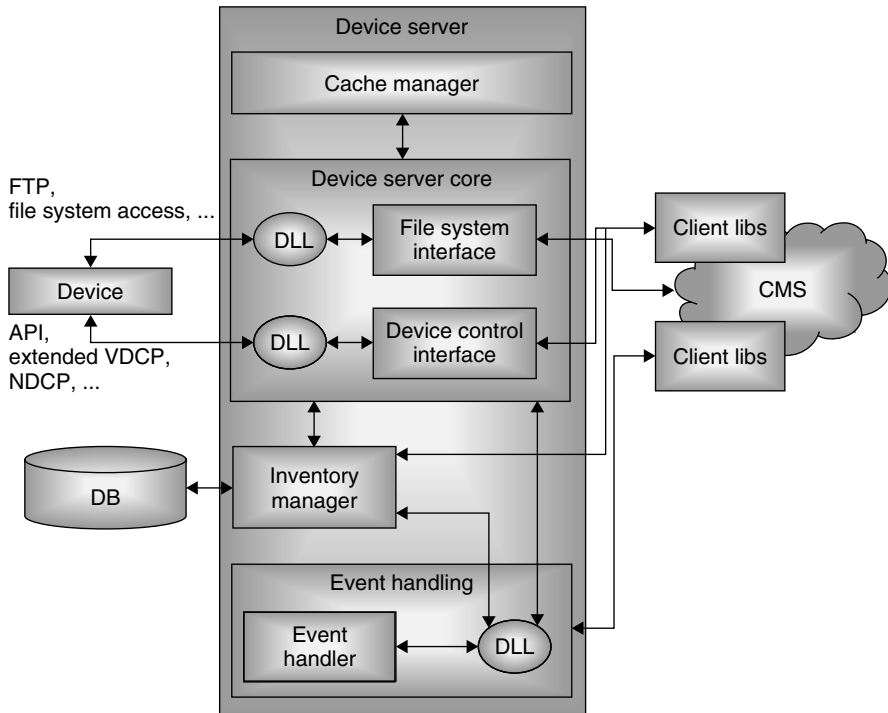 Device server
Cache manager
Device server core
FTP,
file system access, ...
DLL
File system
interface
Client libs
Device
CMS
API,
extended VDCP,
NDCP, ...
DLL
Device control
interface
Client libs
DB
Inventory
manager
Event handling
Event
handler
DLL